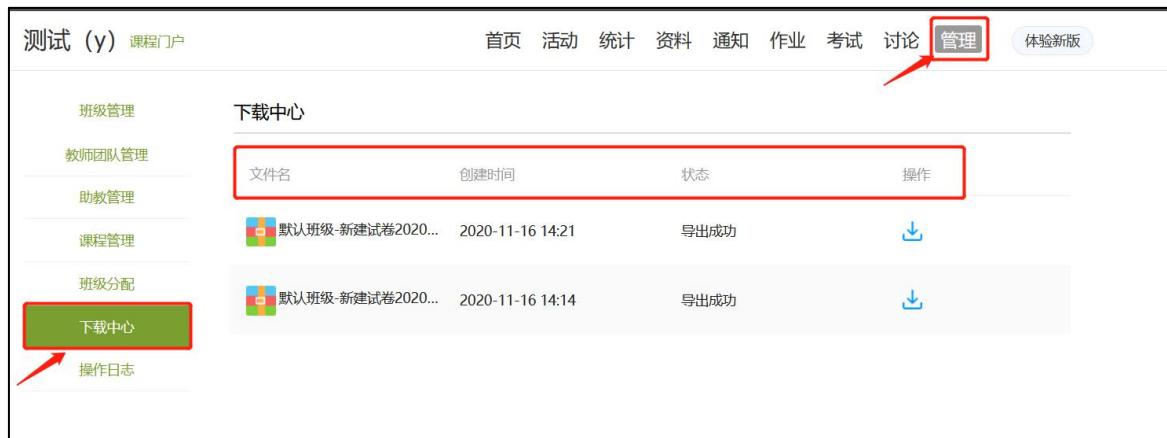 测试（y） 课程门户 首页 活动 统计 资料 通知 作业 考试 讨论 管理 体验新版
班级管理
教师团队管理
助教管理
课程管理
班级分配
下载中心
操作日志
下载中心
文件名 创建时间 状态 操作
默认班级-新建试卷2020... 2020-11-16 14:21 导出成功
默认班级-新建试卷2020... 2020-11-16 14:14 导出成功